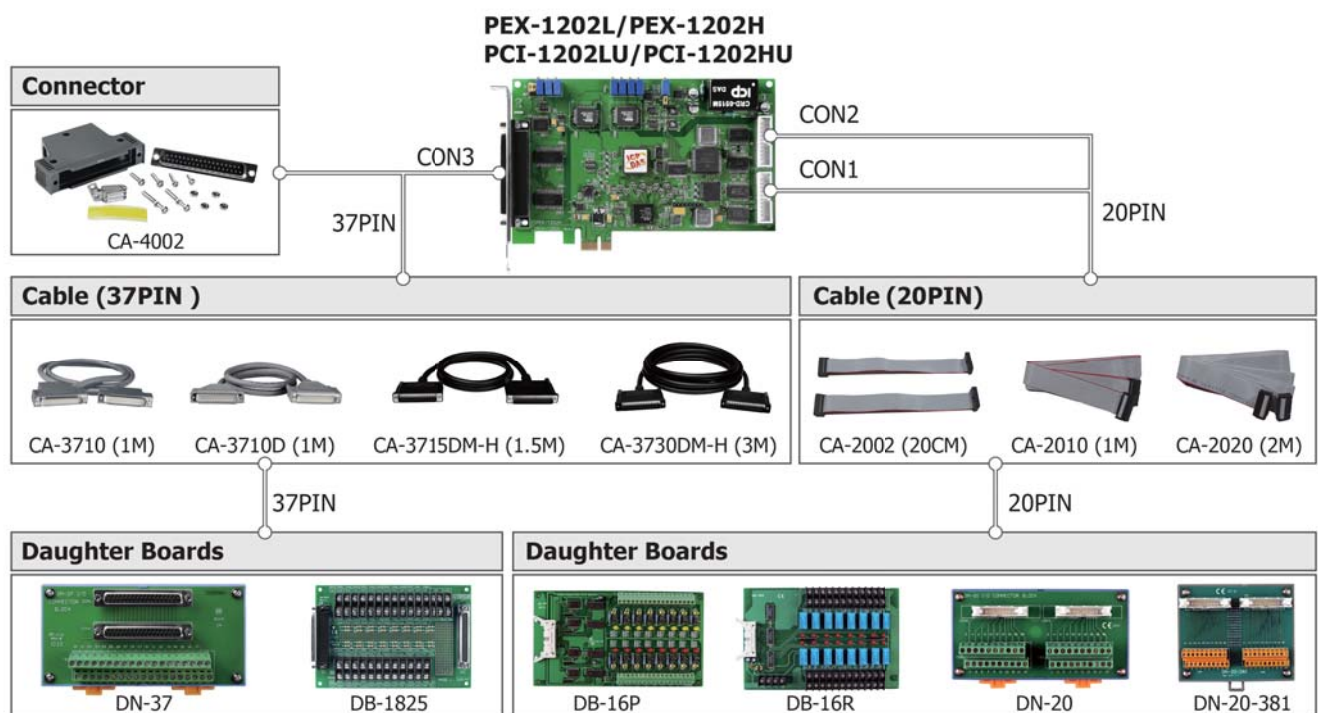 PEX-1202L/PEX-1202H
PCI-1202LU/PCI-1202HU
Connector
CA-4002
CON3
37PIN
CON2
CON1
20PIN
Cable (37PIN )
CA-3710 (1M)
CA-3710D (1M)
CA-3715DM-H (1.5M)
CA-3730DM-H (3M)
Cable (20PIN)
CA-2002 (20CM)
CA-2010 (1M)
CA-2020 (2M)
37PIN
20PIN
Daughter Boards
DN-37
DB-1825
Daughter Boards
DB-16P
DB-16R
DN-20
DN-20-381